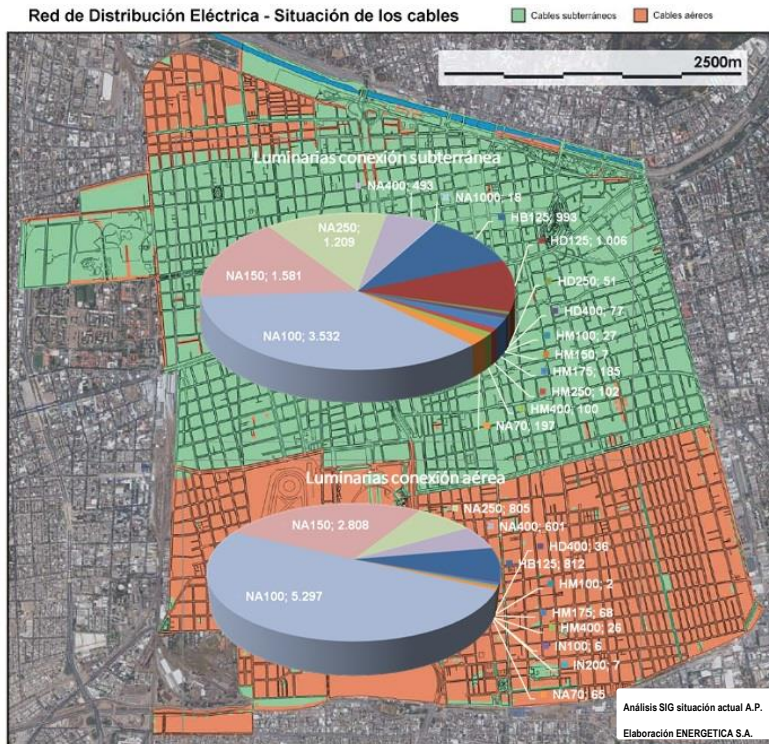 Red de Distribución Eléctrica - Situación de los cables
Cables subterráneos
Cables aéreos
2500m
Luminarias conexión subterránea
NA400; 493
NA1000; 18
NA250;
1.209
HB125; 993
HD125; 1.006
NA150; 1.581
HD250; 51
HD400; 77
NA100; 3.532
HM100; 27
HM150; 7
HM175; 185
HM250; 102
HM400; 100
NA70; 197
Luminarias conexión aérea
NA250; 805
NA150; 2.808
NA400; 601
HD400; 36
HB125; 812
HM100; 2
NA100; 5.297
HM175; 68
HM400; 26
IN100; 6
IN200; 7
NA70; 65
Análisis SIG situación actual A.P.
Elaboración ENERGETICA S.A.